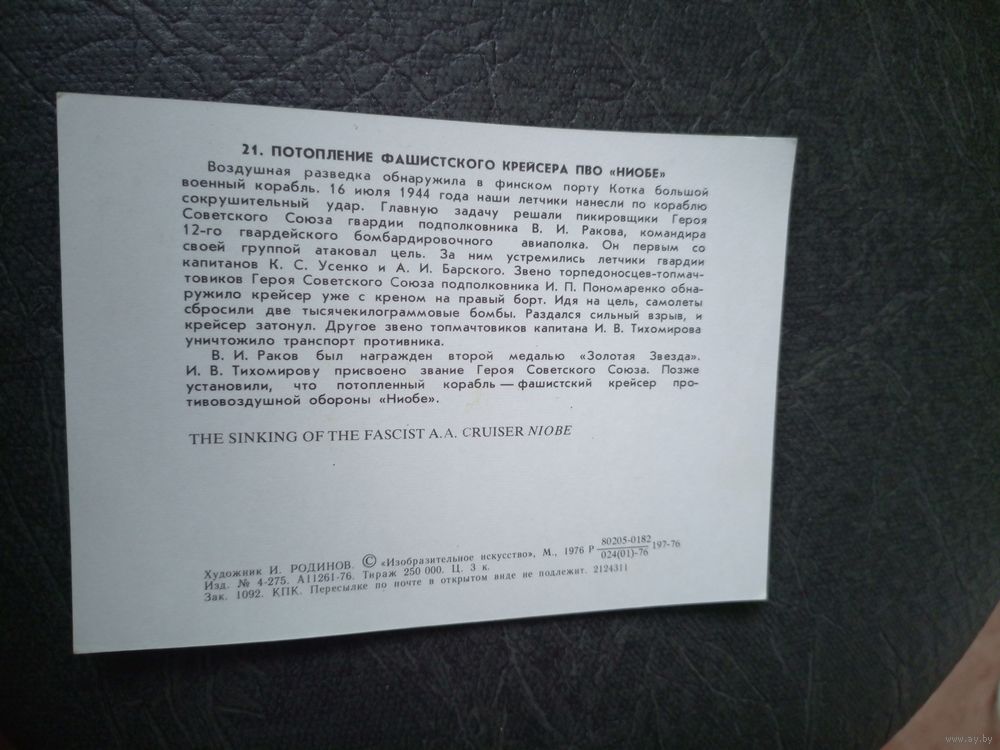 21. ПОТОПЛЕНИЕ ФАШИСТСКОГО КРЕЙСЕРА ПВО «НИОБЕ»
Воздушная разведка обнаружила в финском порту Котка большой
военный корабль. 16 июля 1944 года наши летчики нанесли по кораблю
сокрушительный удар. Главную задачу решали пикировщики Героя
Советского Союза гвардии подполковника В. И. Ракова, командира
12-го гвардейского бомбардировочного авиаполка. Он первым со
своей группой атаковал цель. За ним устремились летчики гвардии
капитанов К. С. Усенко и А. И. Барского. Звено торпедоносцев-топмач-
товиков Героя Советского Союза подполковника И. П. Пономаренко обна-
ружило крейсер уже с креном на правый борт. Идя на цель, самолеты
сбросили две тысячекилограммовые бомбы. Раздался сильный взрыв, и
крейсер затонул. Другое звено топмачтовиков капитана И. В. Тихомирова
уничтожило транспорт противника.
В. И. Раков был награжден второй медалью «Золотая Звезда».
И. В. Тихомирову присвоено звание Героя Советского Союза. Позже
установили, что потопленный корабль — фашистский крейсер про-
тивовоздушной обороны «Ниобе».
THE SINKING OF THE FASCIST A.A. CRUISER NIOBE
Художник И. РОДИНОВ. © «Изобразительное искусство», М., 1976 Р 80205-0182/024(01)-76 197-76
Изд. № 4-275. А11261-76. Тираж 250 000. Ц. 3 к.
Зак. 1092. КПК. Пересылке по почте в открытом виде не подлежит. 2124311
www.ay.by